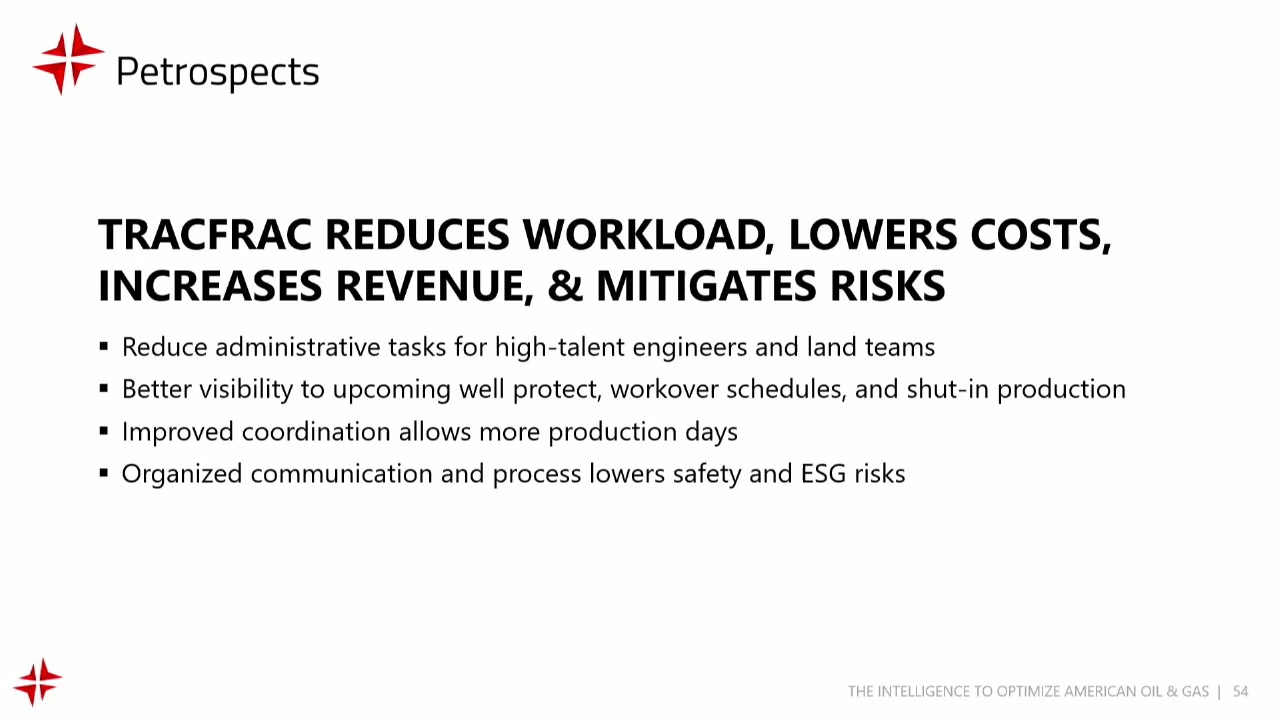 Petrospects
TRACFRAC REDUCES WORKLOAD, LOWERS COSTS,
INCREASES REVENUE, & MITIGATES RISKS
▪ Reduce administrative tasks for high-talent engineers and land teams
▪ Better visibility to upcoming well protect, workover schedules, and shut-in production
▪ Improved coordination allows more production days
▪ Organized communication and process lowers safety and ESG risks
THE INTELLIGENCE TO OPTIMIZE AMERICAN OIL & GAS | 54